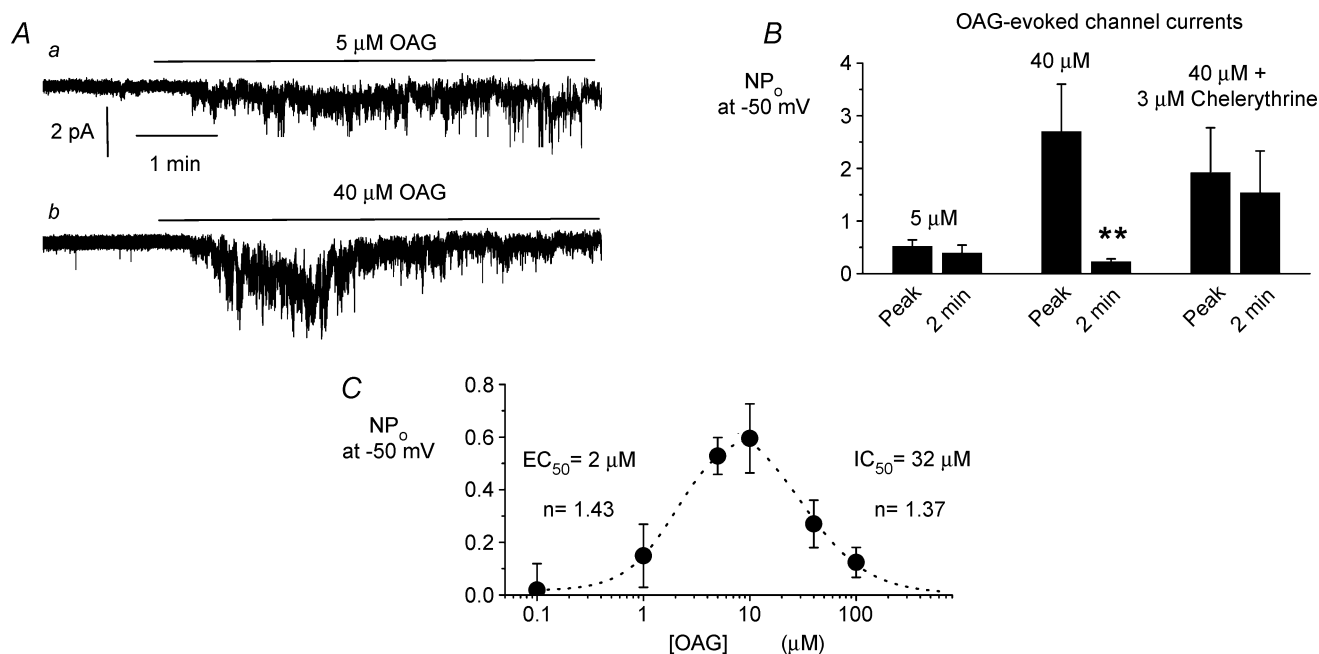 A
a
5 μM OAG
2 pA
1 min
b
40 μM OAG
B
OAG-evoked channel currents
NPo
at -50 mV
4
3
2
1
0
5 μM
40 μM
**
40 μM +
3 μM Chelerythrine
Peak
2 min
Peak
2 min
Peak
2 min
C
NPo
at -50 mV
0.8
0.6
0.4
0.2
0.0
EC50= 2 μM
n= 1.43
IC50= 32 μM
n= 1.37
0.1
1
10
100
[OAG] (μM)